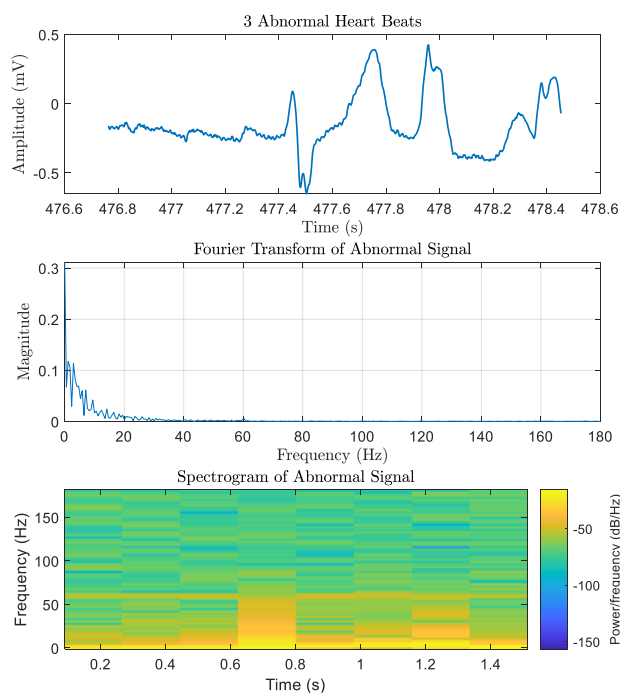 3 Abnormal Heart Beats
0.5
0
-0.5
Amplitude (mV)
476.6 476.8 477 477.2 477.4 477.6 477.8 478 478.2 478.4 478.6
Time (s)
Fourier Transform of Abnormal Signal
0.3
0.2
0.1
0
Magnitude
0 20 40 60 80 100 120 140 160 180
Frequency (Hz)
Spectrogram of Abnormal Signal
150
100
50
0
Frequency (Hz)
0.2 0.4 0.6 0.8 1 1.2 1.4
Time (s)
-50
-100
-150
Power/frequency (dB/Hz)